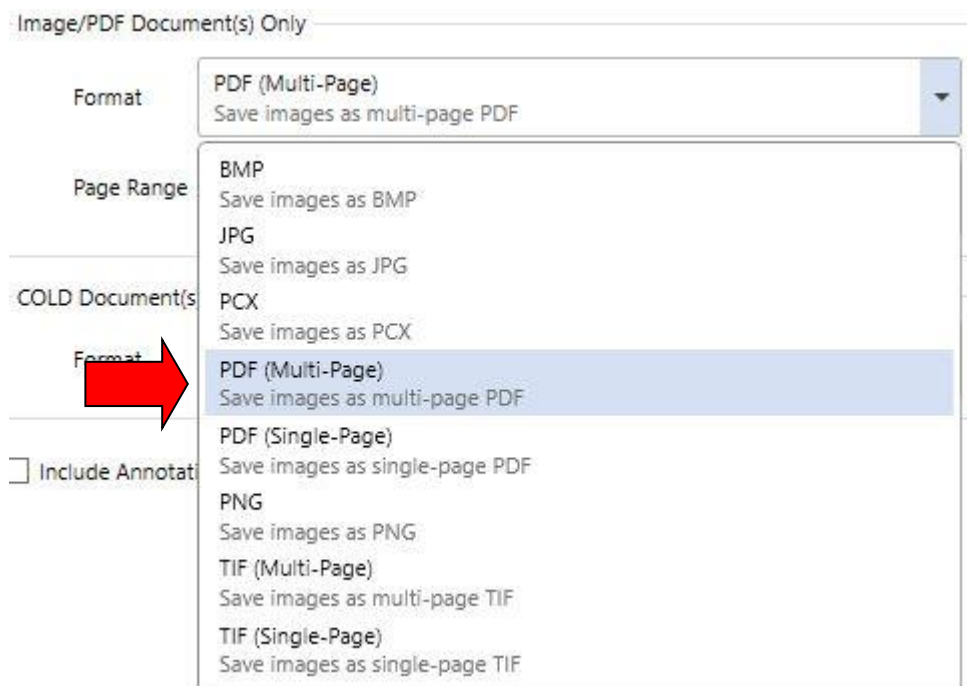 Image/PDF Document(s) Only
Format
PDF (Multi-Page)
Save images as multi-page PDF
Page Range
BMP
Save images as BMP
JPG
Save images as JPG
COLD Document(s
PCX
Save images as PCX
Format
PDF (Multi-Page)
Save images as multi-page PDF
PDF (Single-Page)
Save images as single-page PDF
Include Annotati
PNG
Save images as PNG
TIF (Multi-Page)
Save images as multi-page TIF
TIF (Single-Page)
Save images as single-page TIF